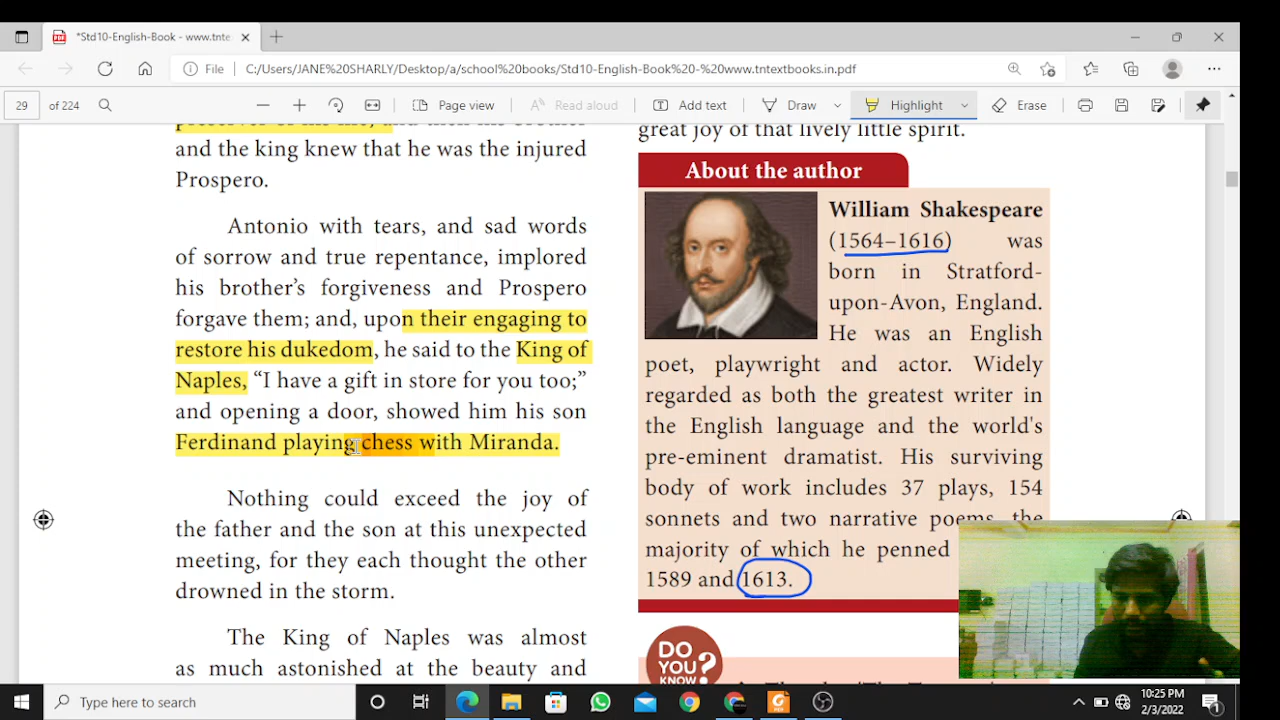 *Std10-English-Book - www.tnte
File
C:/Users/JANE%20SHARLY/Desktop/a/school%20books/Std10-English-Book%20-%20www.tntextbooks.in.pdf
29 of 224
Page view
Read aloud
Add text
Draw
Highlight
Erase
preserver of his life, and then his brother
and the king knew that he was the injured
Prospero.
Antonio with tears, and sad words
of sorrow and true repentance, implored
his brother’s forgiveness and Prospero
forgave them; and, upon their engaging to
restore his dukedom, he said to the King of
Naples, “I have a gift in store for you too;”
and opening a door, showed him his son
Ferdinand playing chess with Miranda.
Nothing could exceed the joy of
the father and the son at this unexpected
meeting, for they each thought the other
drowned in the storm.
The King of Naples was almost
as much astonished at the beauty and
great joy of that lively little spirit.
About the author
William Shakespeare
(1564–1616) was
born in Stratford-
upon-Avon, England.
He was an English
poet, playwright and actor. Widely
regarded as both the greatest writer in
the English language and the world's
pre-eminent dramatist. His surviving
body of work includes 37 plays, 154
sonnets and two narrative poems, the
majority of which he penned
1589 and 1613.
DO
YOU
KNOW
?
Type here to search
10:25 PM
2/3/2022
1